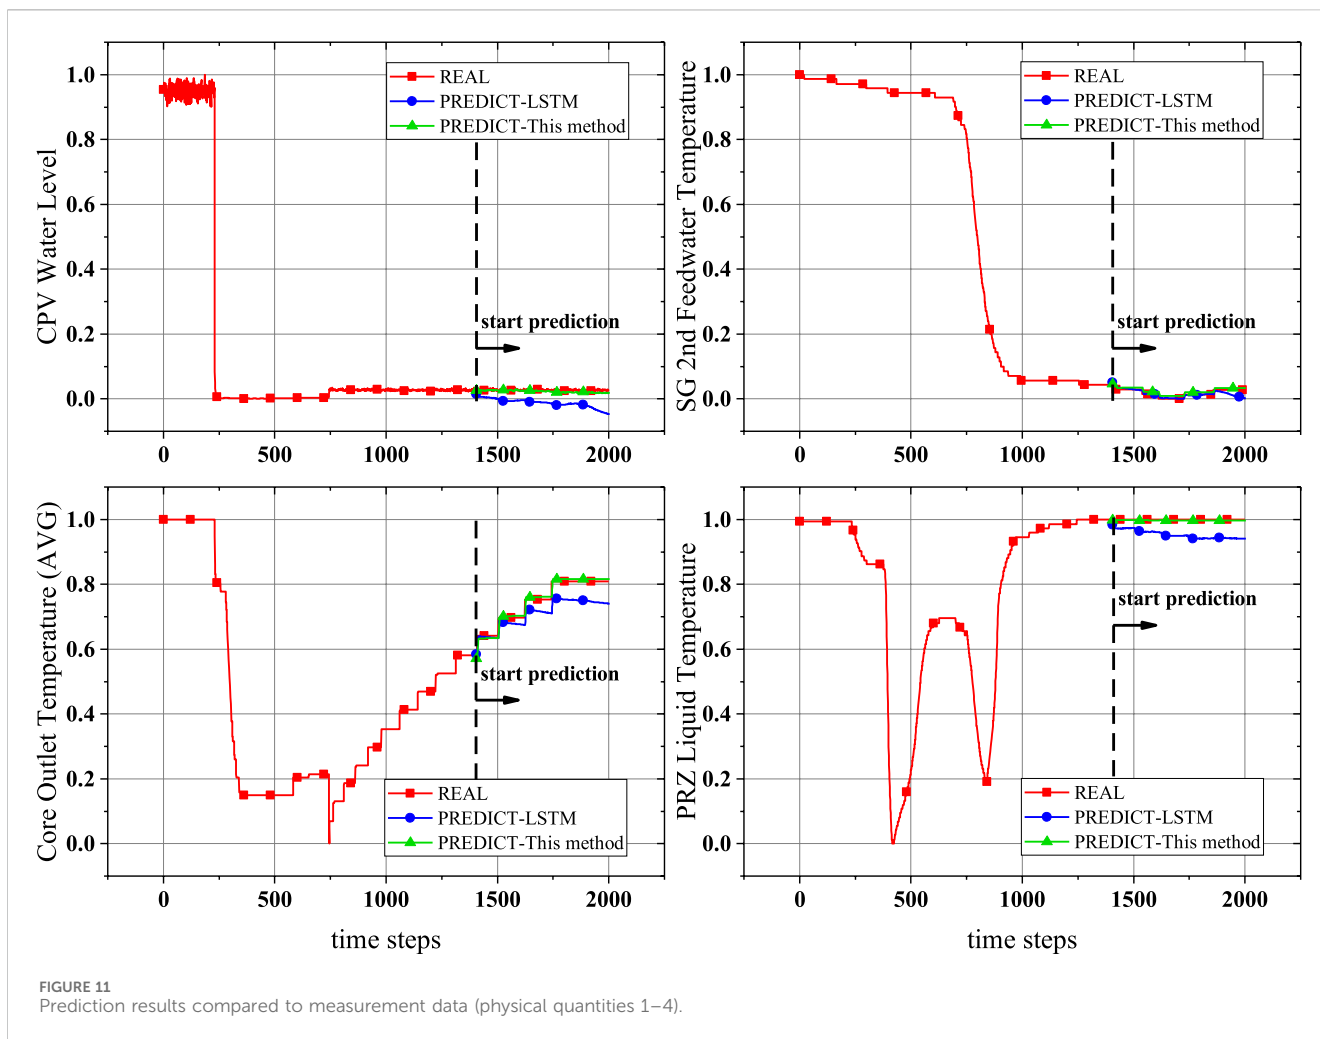 CPV Water Level
1.0
0.8
0.6
0.4
0.2
0.0
0 500 1000 1500 2000
REAL
PREDICT-LSTM
PREDICT-This method
start prediction
SG 2nd Feedwater Temperature
1.0
0.8
0.6
0.4
0.2
0.0
0 500 1000 1500 2000
REAL
PREDICT-LSTM
PREDICT-This method
start prediction
Core Outlet Temperature (AVG)
1.0
0.8
0.6
0.4
0.2
0.0
0 500 1000 1500 2000
start prediction
REAL
PREDICT-LSTM
PREDICT-This method
time steps
PRZ Liquid Temperature
1.0
0.8
0.6
0.4
0.2
0.0
0 500 1000 1500 2000
start prediction
REAL
PREDICT-LSTM
PREDICT-This method
time steps
FIGURE 11
Prediction results compared to measurement data (physical quantities 1–4).